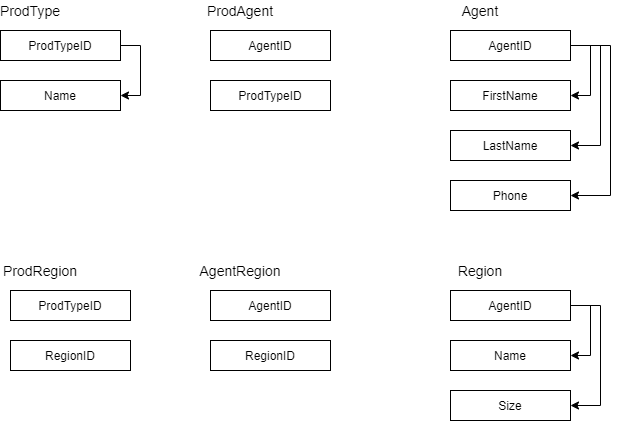 ProdType
ProdTypeID
Name
ProdAgent
AgentID
ProdTypeID
Agent
AgentID
FirstName
LastName
Phone
ProdRegion
ProdTypeID
RegionID
AgentRegion
AgentID
RegionID
Region
AgentID
Name
Size